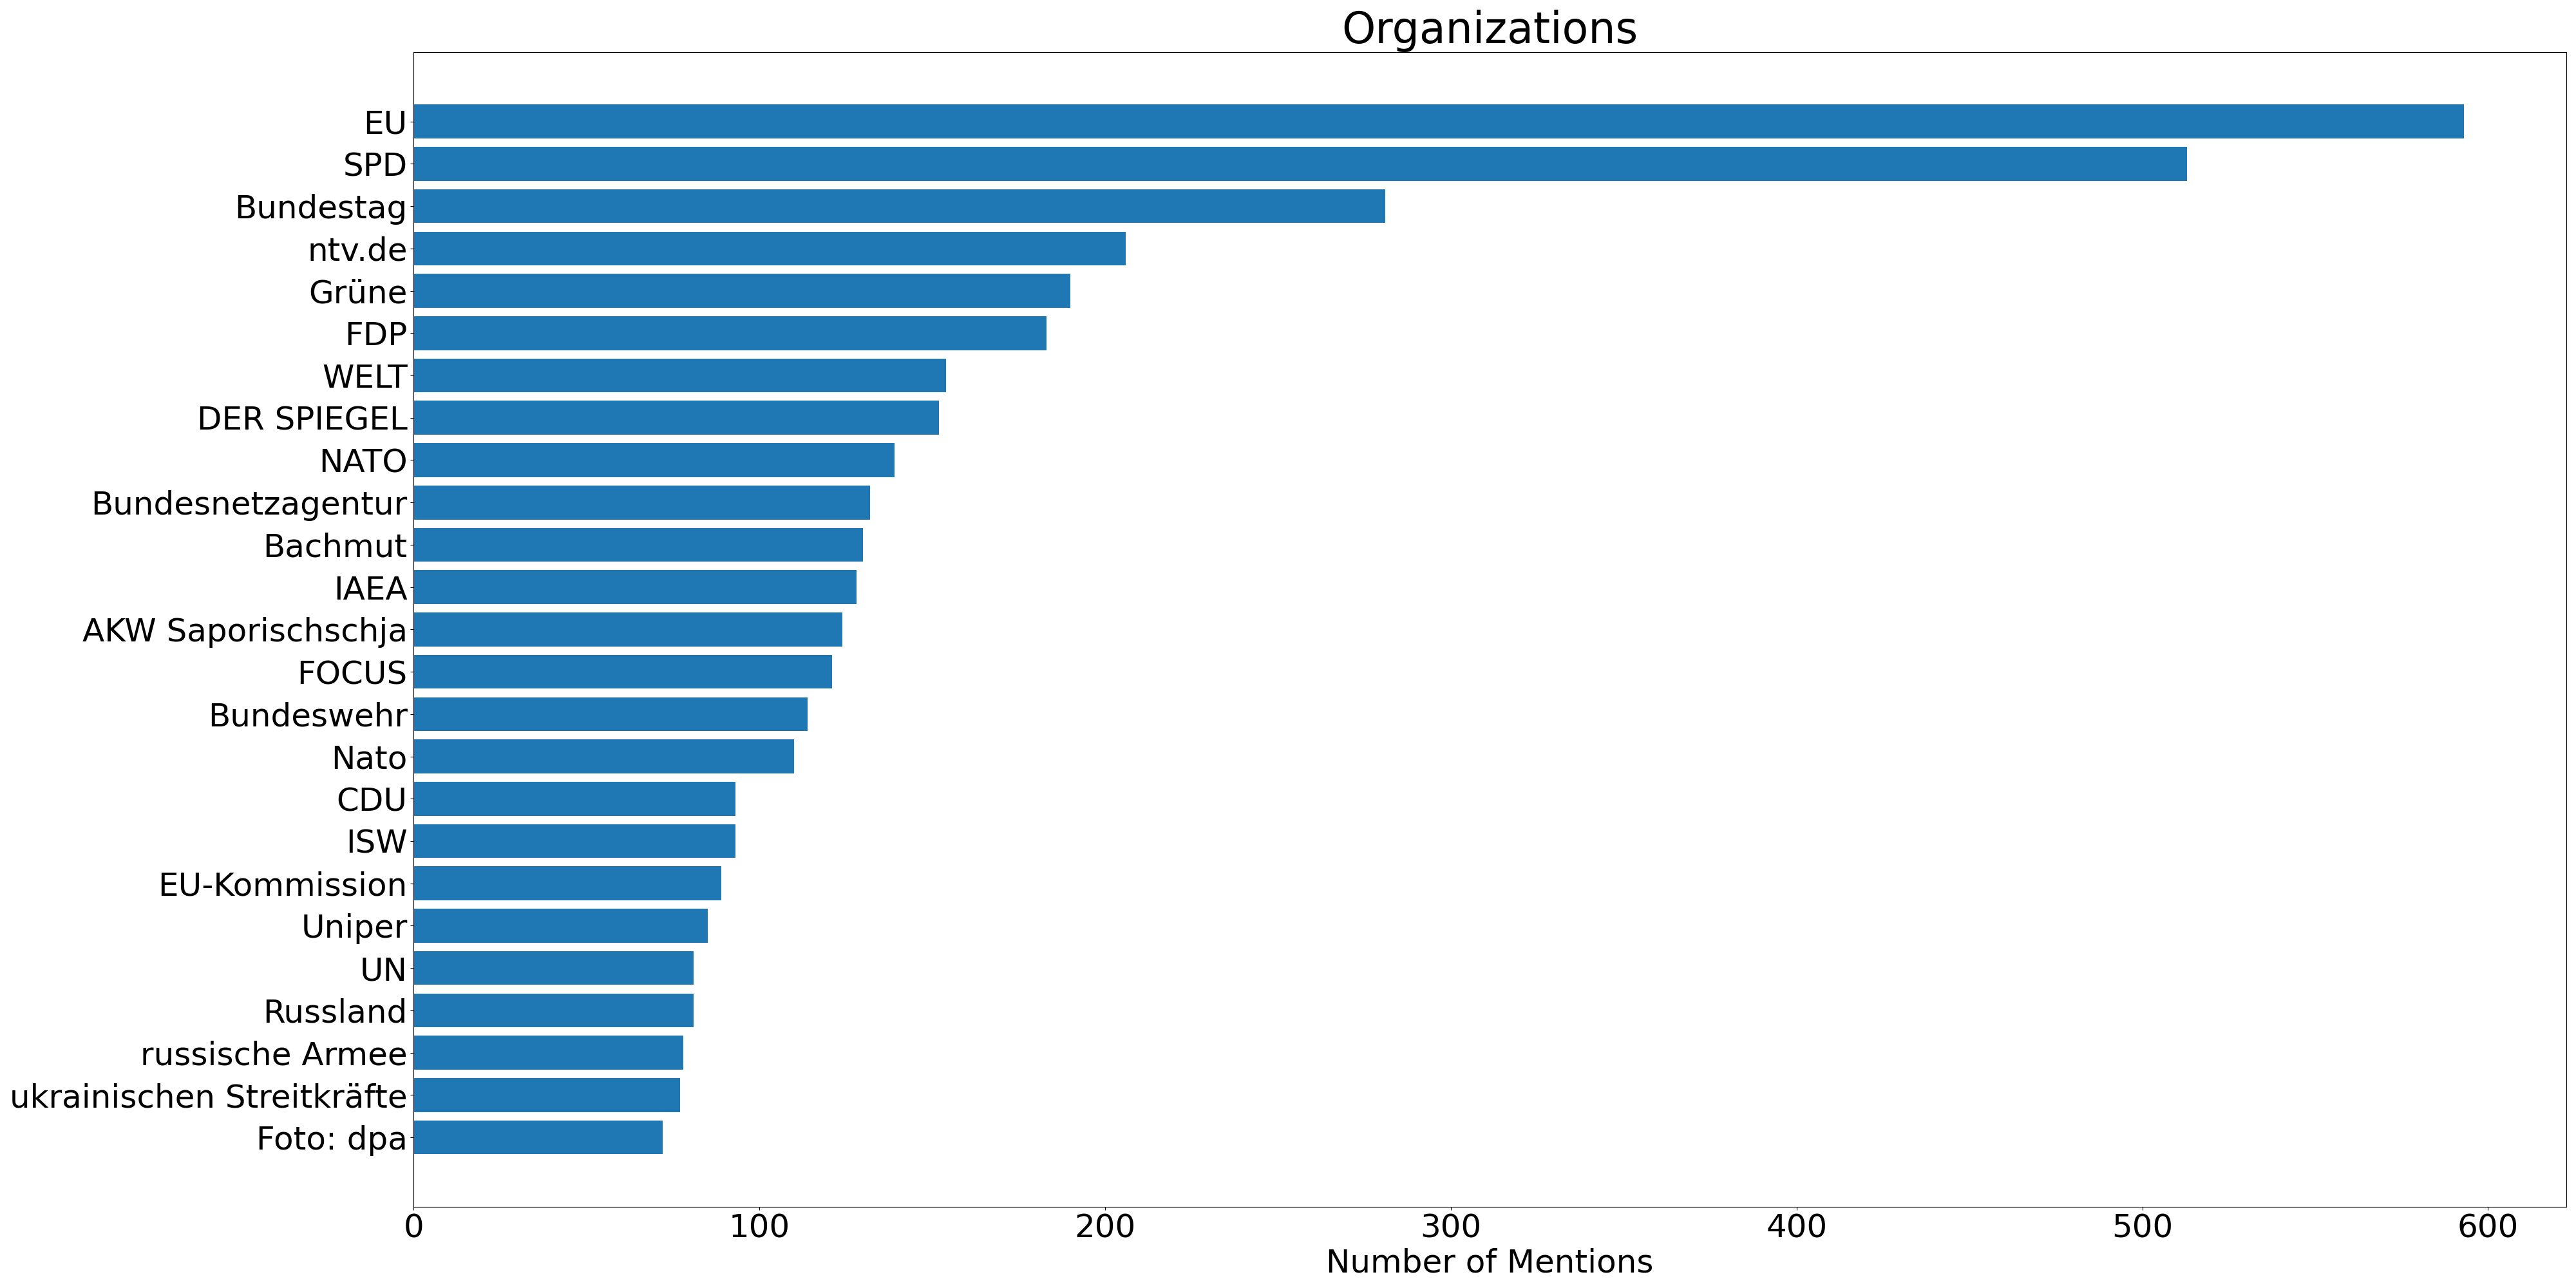 Organizations
EU
SPD
Bundestag
ntv.de
Grüne
FDP
WELT
DER SPIEGEL
NATO
Bundesnetzagentur
Bachmut
IAEA
AKW Saporischschja
FOCUS
Bundeswehr
Nato
CDU
ISW
EU-Kommission
Uniper
UN
Russland
russische Armee
ukrainischen Streitkräfte
Foto: dpa
0 100 200 300 400 500 600
Number of Mentions